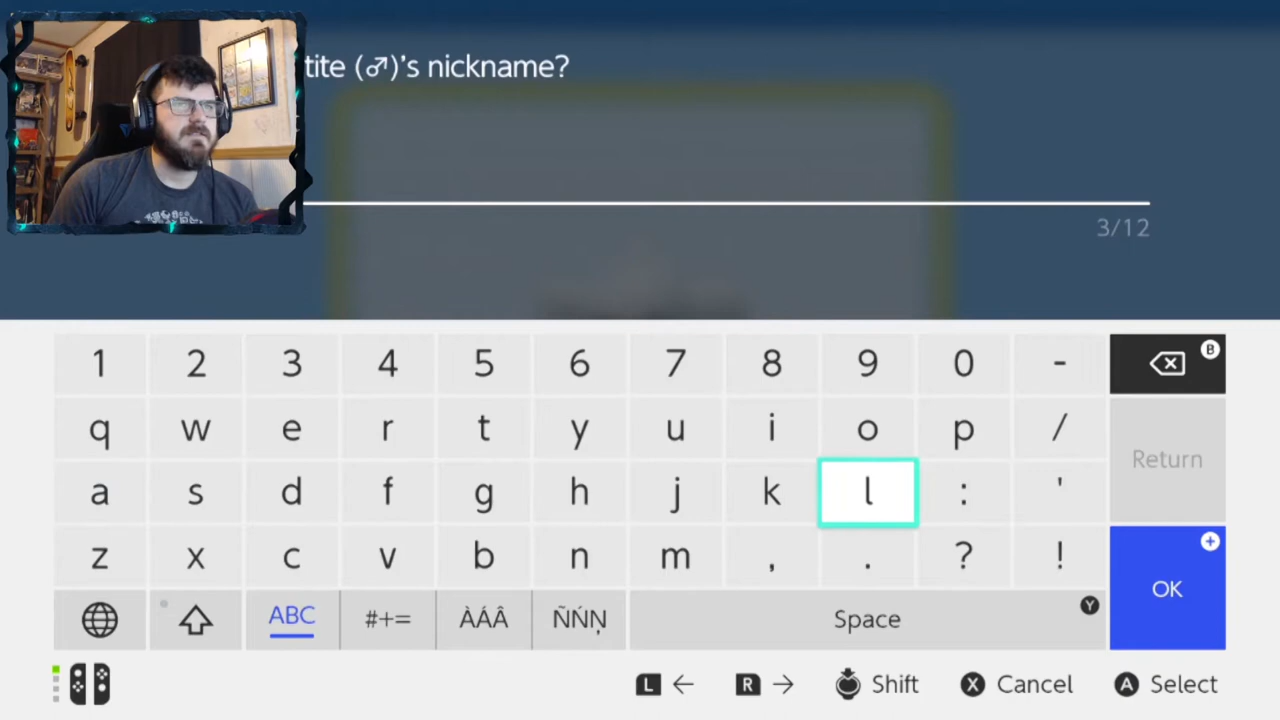 tite (♂)'s nickname?
3/12
1 2 3 4 5 6 7 8 9 0 - B
q w e r t y u i o p / Return
a s d f g h j k l : '
z x c v b n m , . ? ! + OK
ABC #+= ÀÁÂ ÑŃŅ Space Y
L ← R → Shift X Cancel A Select